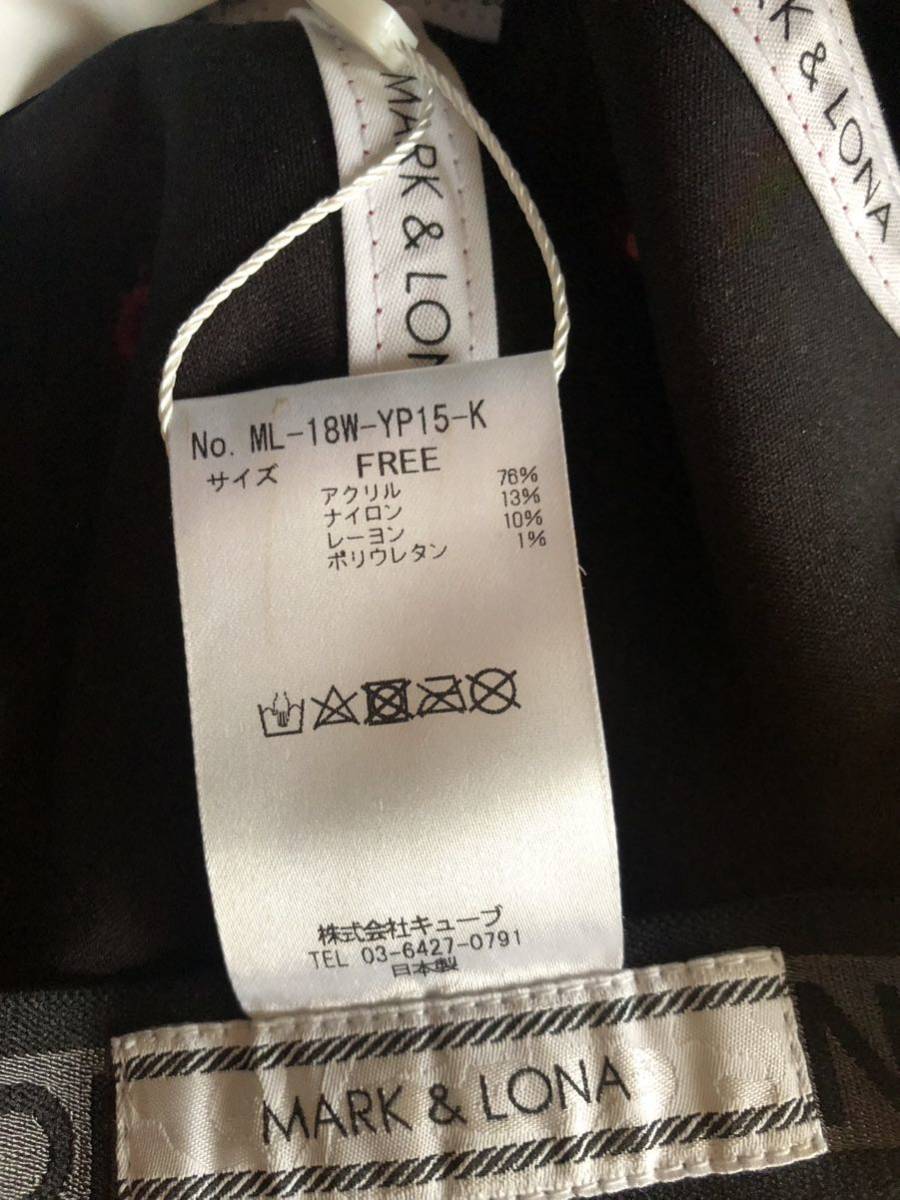 MARK & LON
RK & LONA
No. ML-18W-YP15-K
サイズ FREE
アクリル 76%
ナイロン 13%
レーヨン 10%
ポリウレタン 1%
株式会社キューブ
TEL 03-6427-0791
日本製
MARK & LONA
N